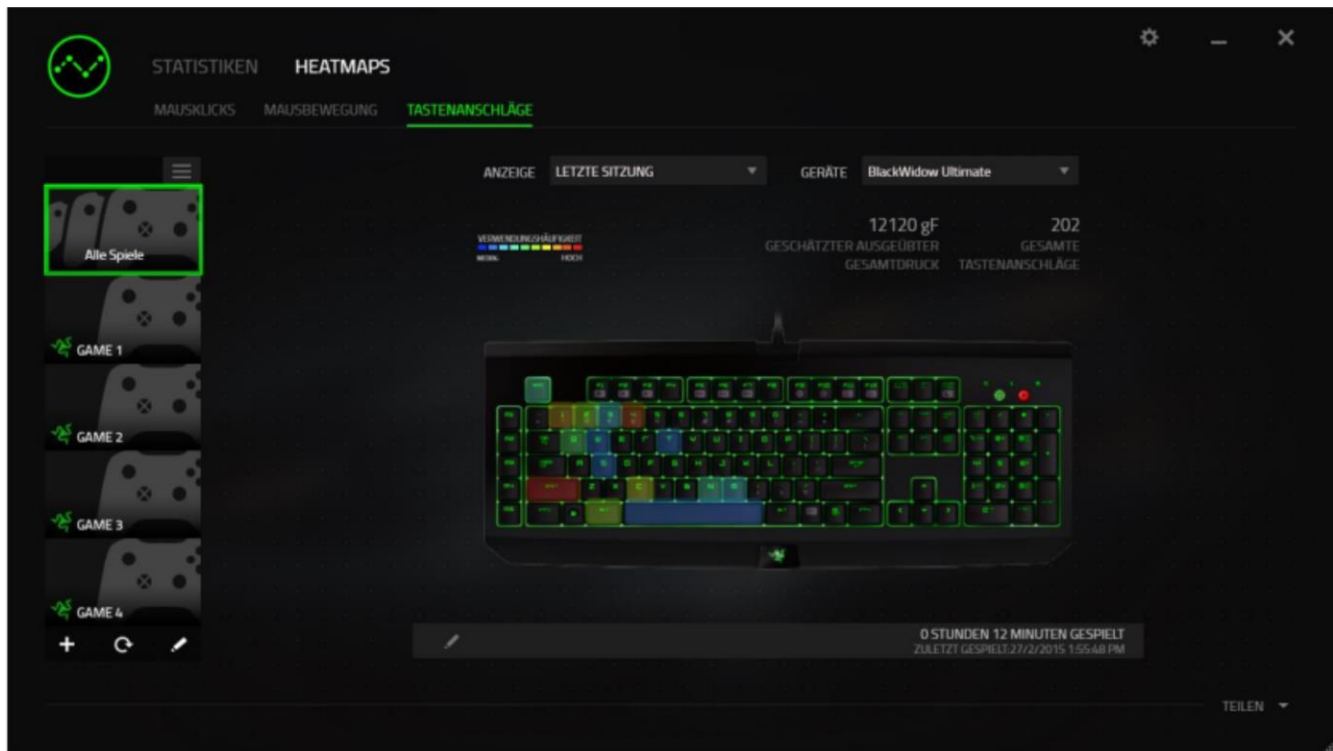 STATISTIKEN HEATMAPS
MAUSKLICKS MAUSBEWEGUNG TASTENANSCHLÄGE
ANZEIGE LETZTE SITZUNG GERÄTE BlackWidow Ultimate
12120 gF 202
VERWENDUNGSHÄUFIGKEIT
GESCHÄTZTER AUSGEÜBTER GESAMTE
HOCH
GESAMTDRUCK TASTENANSCHLÄGE
Alle Spiele
GAME 1
GAME 2
GAME 3
GAME 4
0 STUNDEN 12 MINUTEN GESPIELT
ZULETZT GESPIELT:27/2/2015 1:55:48 PM
TEILEN